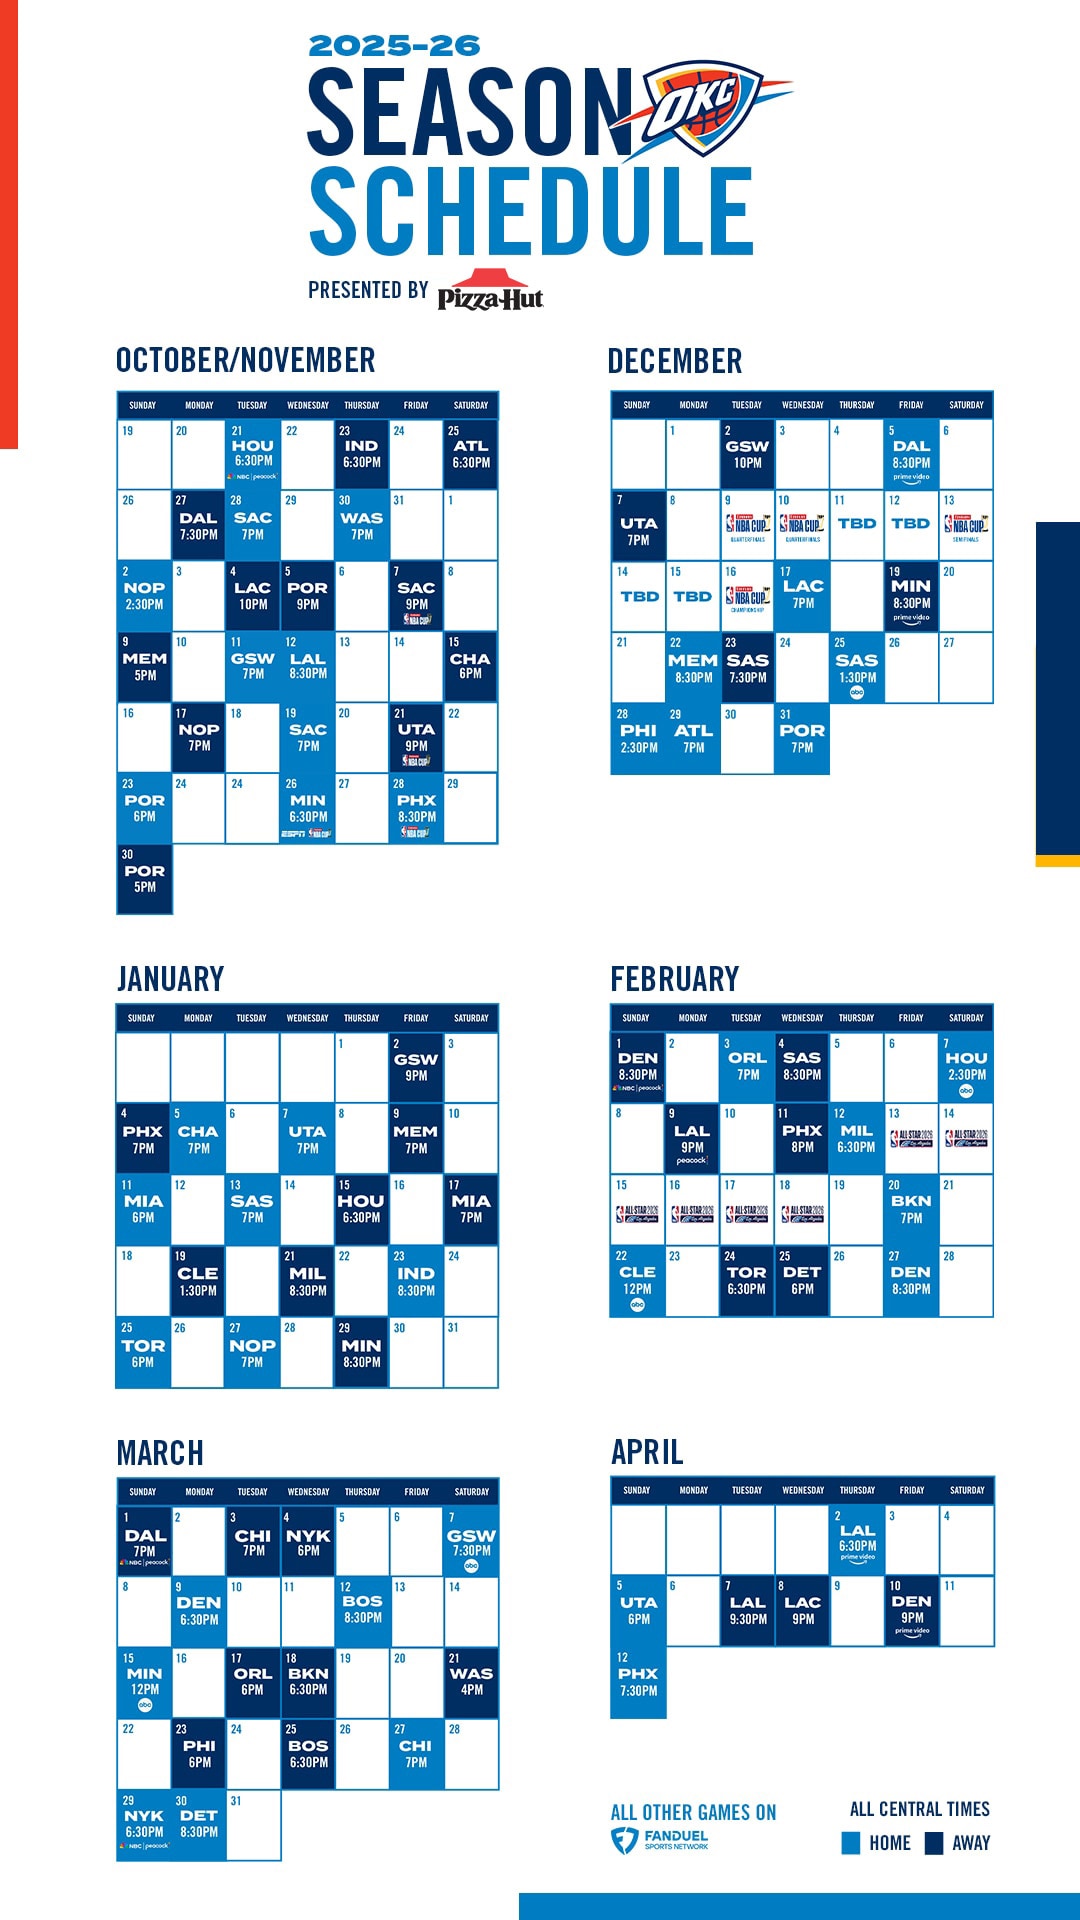 2025-26
SEASON
OKC
SCHEDULE
PRESENTED BY Pizza Hut
OCTOBER/NOVEMBER
SUNDAY MONDAY TUESDAY WEDNESDAY THURSDAY FRIDAY SATURDAY
19 20 21 22 23 24 25
HOU IND ATL
6:30PM 6:30PM 6:30PM
NBC | peacock
26 27 28 29 30 31 1
DAL SAC WAS
7:30PM 7PM 7PM
2 3 4 5 6 7 8
NOP LAC POR SAC
2:30PM 10PM 9PM 9PM
NBA CUP
9 10 11 12 13 14 15
MEM GSW LAL CHA
5PM 7PM 8:30PM 6PM
16 17 18 19 20 21 22
NOP SAC UTA
7PM 7PM 9PM
NBA CUP
23 24 24 26 27 28 29
POR MIN PHX
6PM 6:30PM 8:30PM
ESPN NBA CUP NBA CUP
30
POR
5PM
DECEMBER
SUNDAY MONDAY TUESDAY WEDNESDAY THURSDAY FRIDAY SATURDAY
1 2 3 4 5 6
GSW DAL
10PM 8:30PM
prime video
7 8 9 10 11 12 13
UTA NBA CUP NBA CUP TBD TBD NBA CUP
7PM QUARTERFINALS QUARTERFINALS SEMIFINALS
14 15 16 17 19 20
TBD TBD NBA CUP LAC MIN
CHAMPIONSHIP 7PM 8:30PM
prime video
21 22 23 24 25 26 27
MEM SAS SAS
8:30PM 7:30PM 1:30PM
abc
28 29 30 31
PHI ATL POR
2:30PM 7PM 7PM
JANUARY
SUNDAY MONDAY TUESDAY WEDNESDAY THURSDAY FRIDAY SATURDAY
1 2 3
GSW
9PM
4 5 6 7 8 9 10
PHX CHA UTA MEM
7PM 7PM 7PM 7PM
11 12 13 14 15 16 17
MIA SAS HOU MIA
6PM 7PM 6:30PM 7PM
18 19 21 22 23 24
CLE MIL IND
1:30PM 8:30PM 8:30PM
25 26 27 28 29 30 31
TOR NOP MIN
6PM 7PM 8:30PM
FEBRUARY
SUNDAY MONDAY TUESDAY WEDNESDAY THURSDAY FRIDAY SATURDAY
1 2 3 4 5 6 7
DEN ORL SAS HOU
8:30PM 7PM 8:30PM 2:30PM
NBC | peacock abc
8 9 10 11 12 13 14
LAL PHX MIL ALL-STAR 2026 ALL-STAR 2026
9PM 8PM 6:30PM Los Angeles Los Angeles
peacock
15 16 17 18 19 20 21
ALL-STAR 2026 ALL-STAR 2026 ALL-STAR 2026 ALL-STAR 2026 BKN
Los Angeles Los Angeles Los Angeles Los Angeles 7PM
22 23 24 25 26 27 28
CLE TOR DET DEN
12PM 6:30PM 6PM 8:30PM
abc
MARCH
SUNDAY MONDAY TUESDAY WEDNESDAY THURSDAY FRIDAY SATURDAY
1 2 3 4 5 6 7
DAL CHI NYK GSW
7PM 7PM 6PM 7:30PM
NBC | peacock abc
8 9 10 11 12 13 14
DEN BOS
6:30PM 8:30PM
15 16 17 18 19 20 21
MIN ORL BKN WAS
12PM 6PM 6:30PM 4PM
abc
22 23 24 25 26 27 28
PHI BOS CHI
6PM 6:30PM 7PM
29 30 31
NYK DET
6:30PM 8:30PM
NBC | peacock
APRIL
SUNDAY MONDAY TUESDAY WEDNESDAY THURSDAY FRIDAY SATURDAY
2 3 4
LAL
6:30PM
prime video
5 6 7 8 9 10 11
UTA LAL LAC DEN
6PM 9:30PM 9PM 9PM
prime video
12
PHX
7:30PM
ALL OTHER GAMES ON
FANDUEL
SPORTS NETWORK
ALL CENTRAL TIMES
HOME AWAY